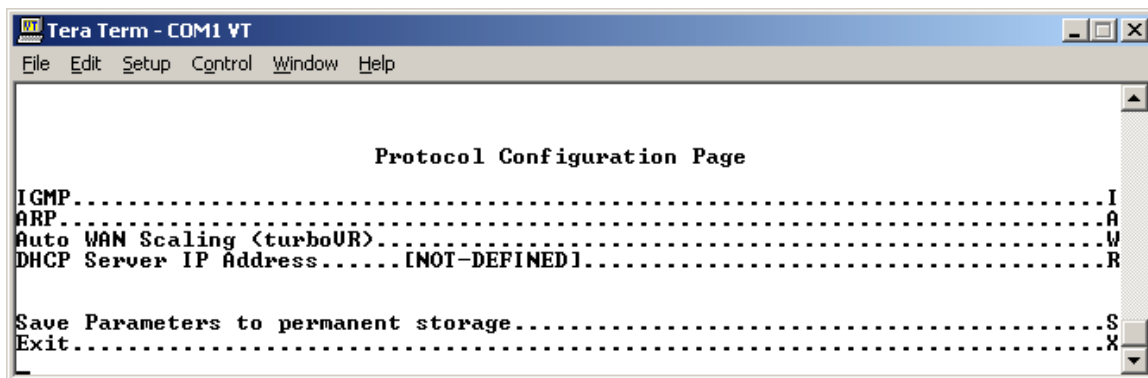 Tera Term - COM1 VT
File Edit Setup Control Window Help
Protocol Configuration Page
IGMP............................................................................I
ARP.............................................................................A
Auto WAN Scaling (turboVR)......................................................W
DHCP Server IP Address......[NOT-DEFINED].......................................R
Save Parameters to permanent storage............................................S
Exit............................................................................X